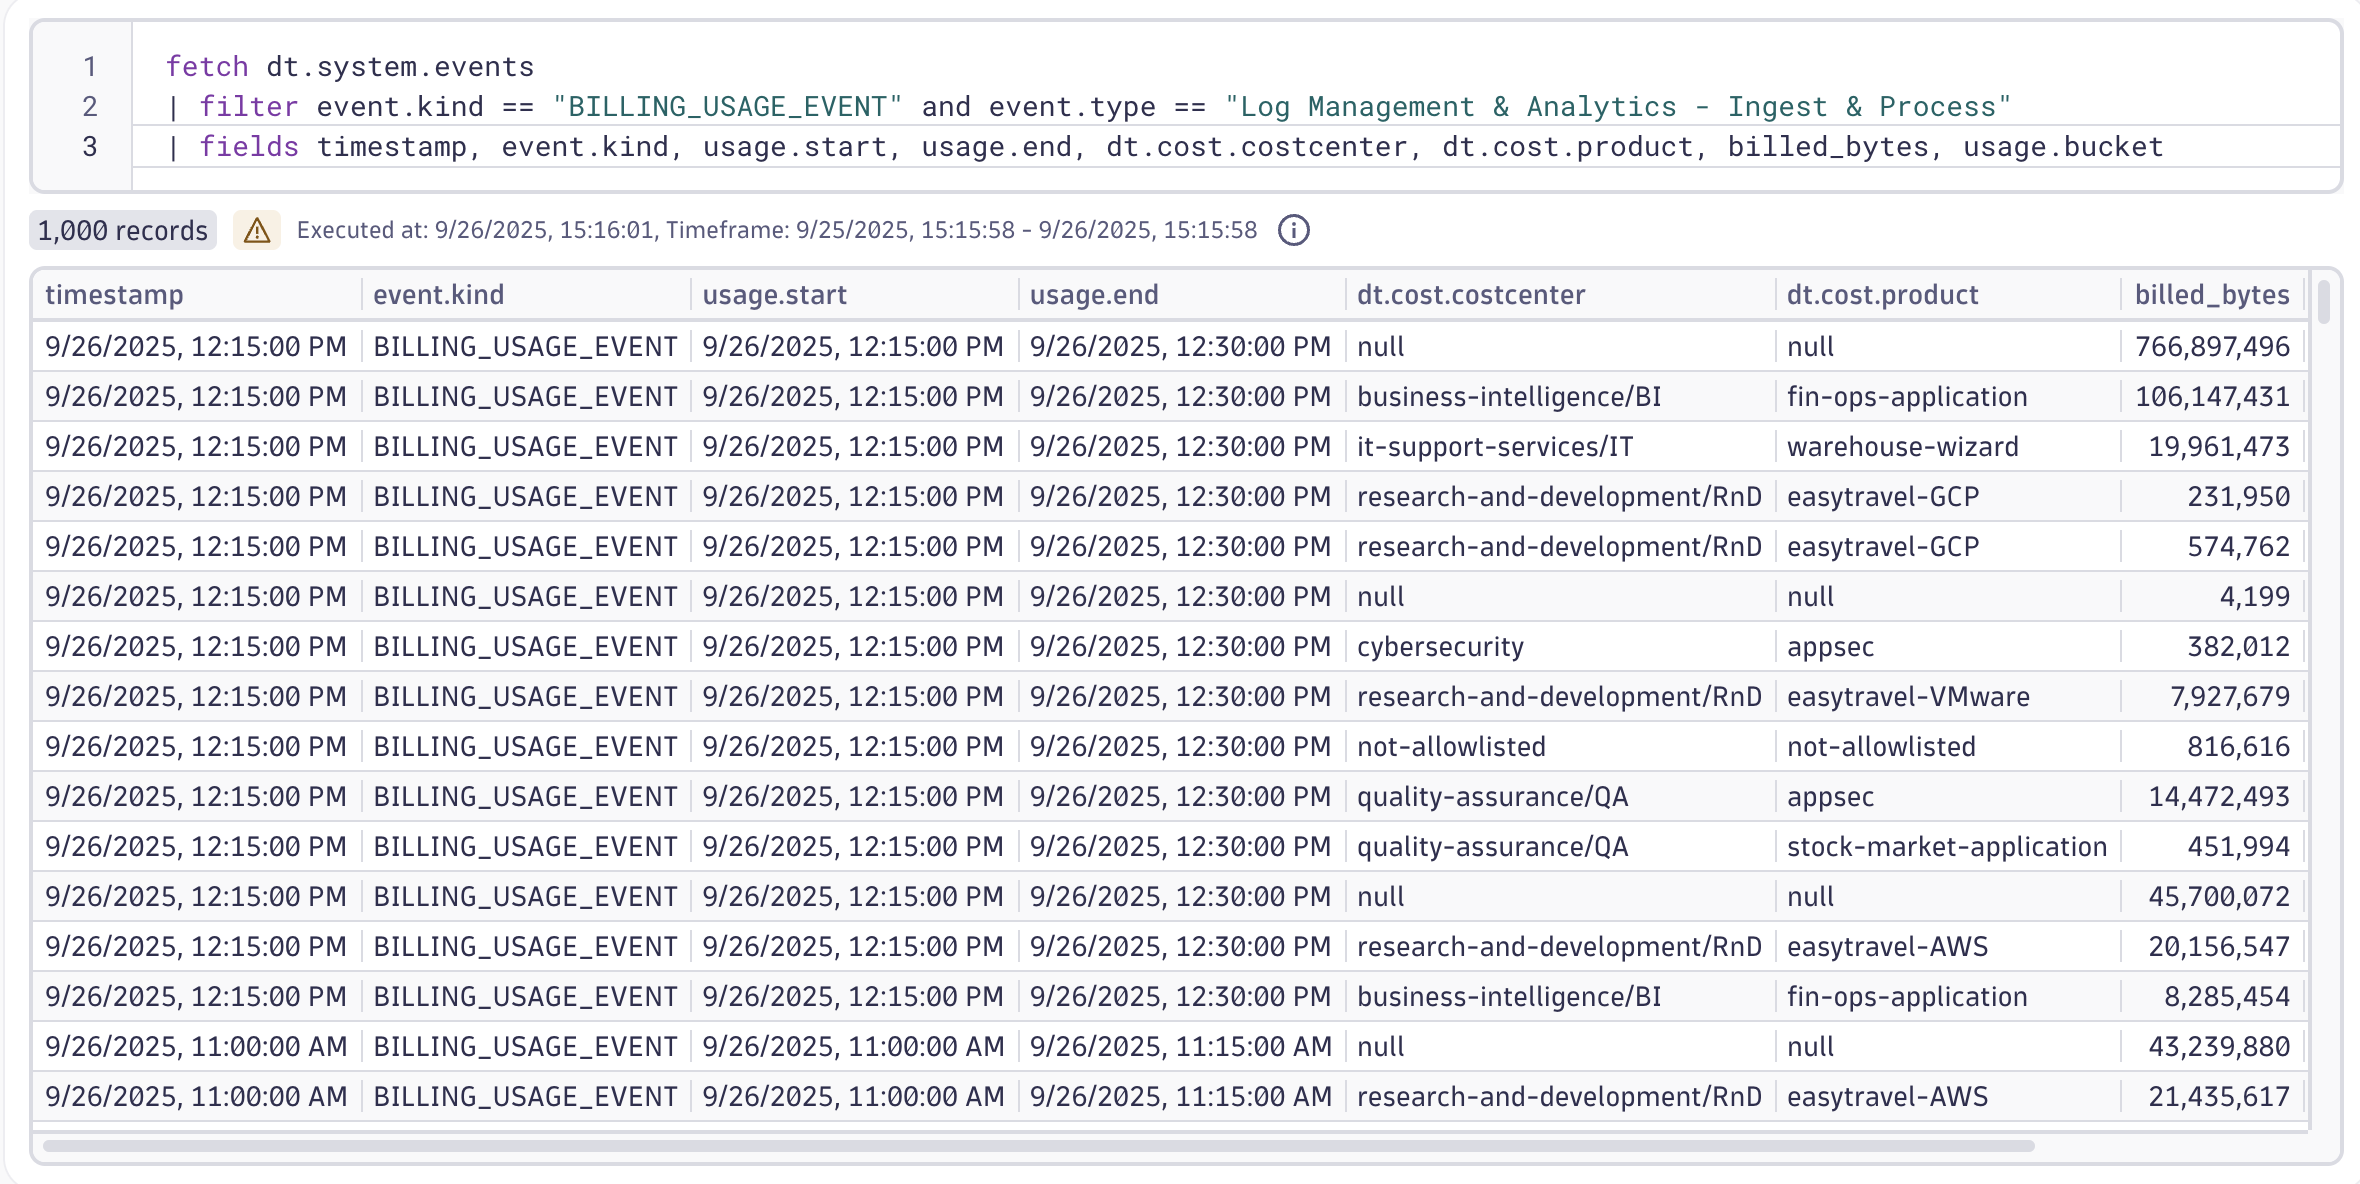 1 fetch dt.system.events
2 | filter event.kind == "BILLING_USAGE_EVENT" and event.type == "Log Management & Analytics - Ingest & Process"
3 | fields timestamp, event.kind, usage.start, usage.end, dt.cost.costcenter, dt.cost.product, billed_bytes, usage.bucket
1,000 records Executed at: 9/26/2025, 15:16:01, Timeframe: 9/25/2025, 15:15:58 - 9/26/2025, 15:15:58
timestamp event.kind usage.start usage.end dt.cost.costcenter dt.cost.product billed_bytes
9/26/2025, 12:15:00 PM BILLING_USAGE_EVENT 9/26/2025, 12:15:00 PM 9/26/2025, 12:30:00 PM null null 766,897,496
9/26/2025, 12:15:00 PM BILLING_USAGE_EVENT 9/26/2025, 12:15:00 PM 9/26/2025, 12:30:00 PM business-intelligence/BI fin-ops-application 106,147,431
9/26/2025, 12:15:00 PM BILLING_USAGE_EVENT 9/26/2025, 12:15:00 PM 9/26/2025, 12:30:00 PM it-support-services/IT warehouse-wizard 19,961,473
9/26/2025, 12:15:00 PM BILLING_USAGE_EVENT 9/26/2025, 12:15:00 PM 9/26/2025, 12:30:00 PM research-and-development/RnD easytravel-GCP 231,950
9/26/2025, 12:15:00 PM BILLING_USAGE_EVENT 9/26/2025, 12:15:00 PM 9/26/2025, 12:30:00 PM research-and-development/RnD easytravel-GCP 574,762
9/26/2025, 12:15:00 PM BILLING_USAGE_EVENT 9/26/2025, 12:15:00 PM 9/26/2025, 12:30:00 PM null null 4,199
9/26/2025, 12:15:00 PM BILLING_USAGE_EVENT 9/26/2025, 12:15:00 PM 9/26/2025, 12:30:00 PM cybersecurity appsec 382,012
9/26/2025, 12:15:00 PM BILLING_USAGE_EVENT 9/26/2025, 12:15:00 PM 9/26/2025, 12:30:00 PM research-and-development/RnD easytravel-VMware 7,927,679
9/26/2025, 12:15:00 PM BILLING_USAGE_EVENT 9/26/2025, 12:15:00 PM 9/26/2025, 12:30:00 PM not-allowlisted not-allowlisted 816,616
9/26/2025, 12:15:00 PM BILLING_USAGE_EVENT 9/26/2025, 12:15:00 PM 9/26/2025, 12:30:00 PM quality-assurance/QA appsec 14,472,493
9/26/2025, 12:15:00 PM BILLING_USAGE_EVENT 9/26/2025, 12:15:00 PM 9/26/2025, 12:30:00 PM quality-assurance/QA stock-market-application 451,994
9/26/2025, 12:15:00 PM BILLING_USAGE_EVENT 9/26/2025, 12:15:00 PM 9/26/2025, 12:30:00 PM null null 45,700,072
9/26/2025, 12:15:00 PM BILLING_USAGE_EVENT 9/26/2025, 12:15:00 PM 9/26/2025, 12:30:00 PM research-and-development/RnD easytravel-AWS 20,156,547
9/26/2025, 12:15:00 PM BILLING_USAGE_EVENT 9/26/2025, 12:15:00 PM 9/26/2025, 12:30:00 PM business-intelligence/BI fin-ops-application 8,285,454
9/26/2025, 11:00:00 AM BILLING_USAGE_EVENT 9/26/2025, 11:00:00 AM 9/26/2025, 11:15:00 AM null null 43,239,880
9/26/2025, 11:00:00 AM BILLING_USAGE_EVENT 9/26/2025, 11:00:00 AM 9/26/2025, 11:15:00 AM research-and-development/RnD easytravel-AWS 21,435,617